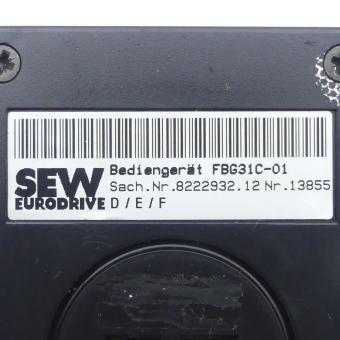 SEW
EURODRIVE
Bediengerät FBG31C-01
Sach.Nr.8222932.12 Nr.13855
D/E/F